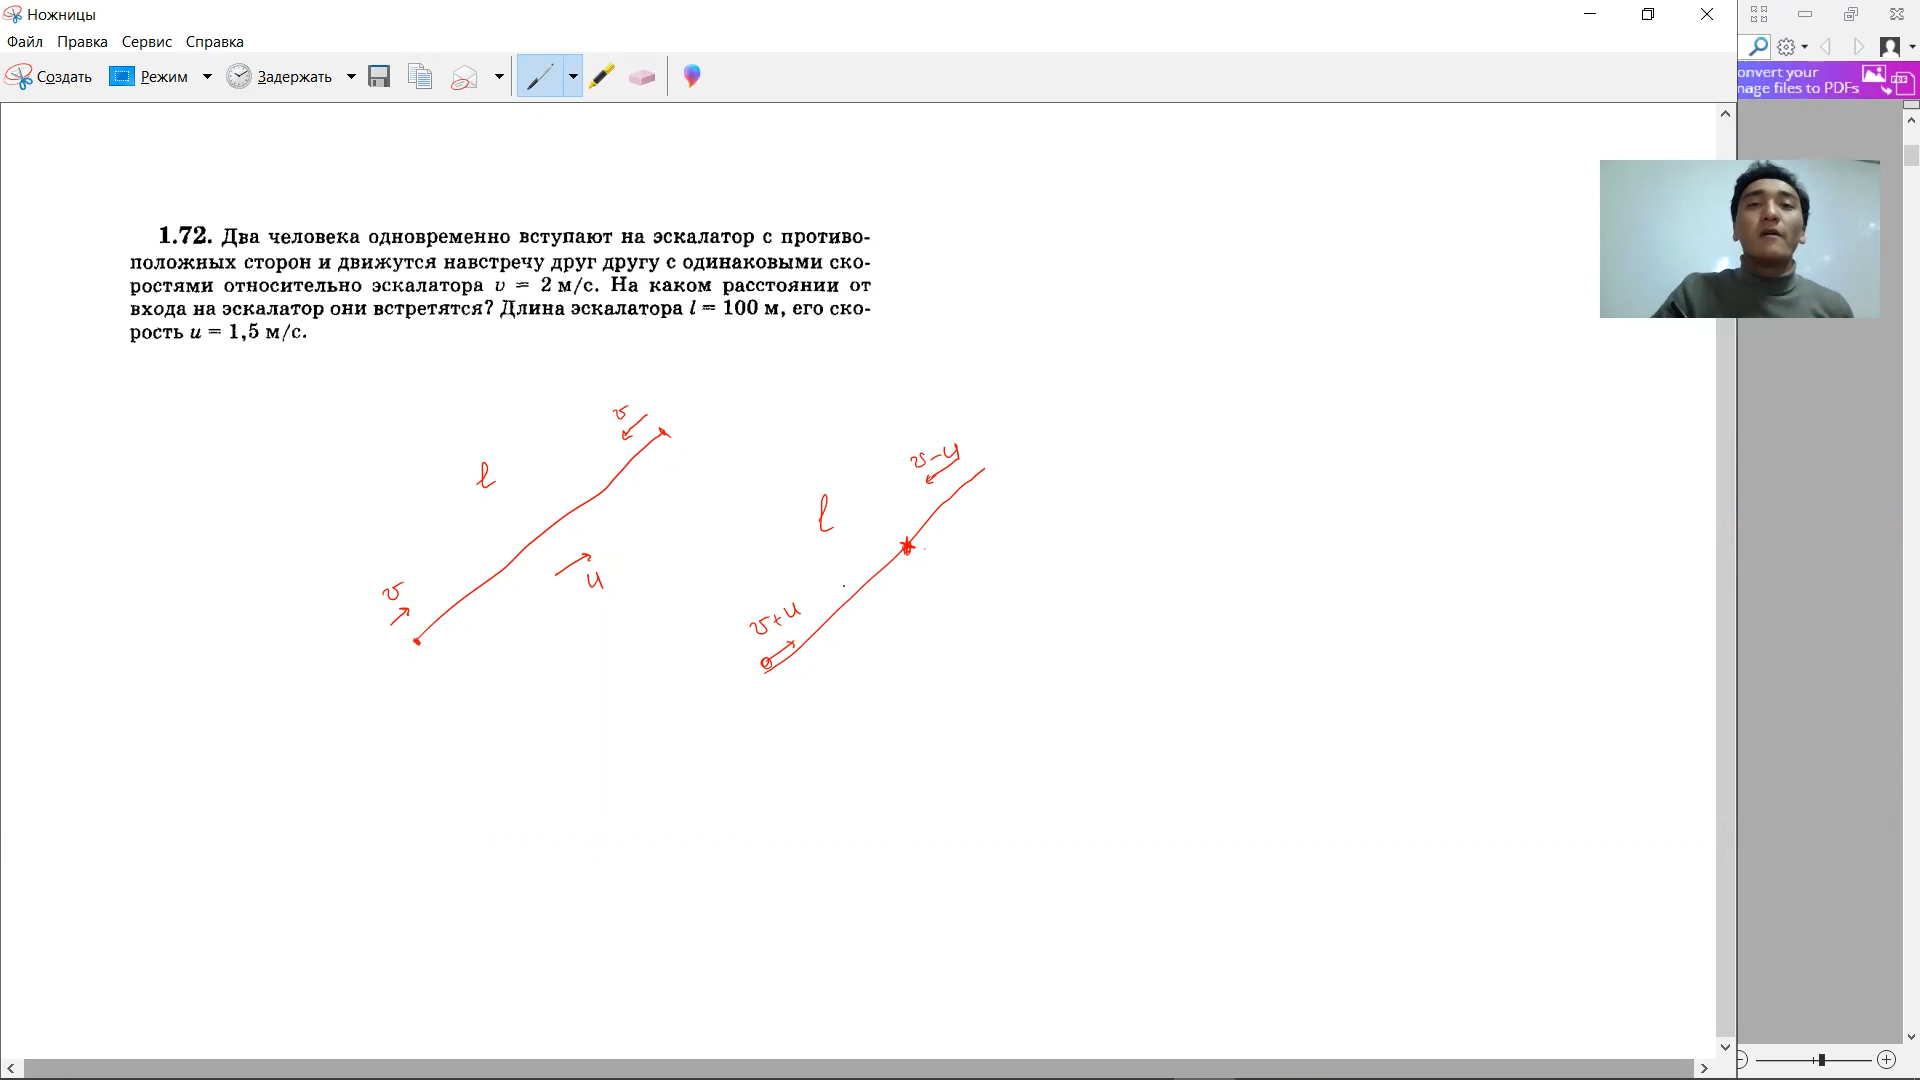 Ножницы
Файл Правка Сервис Справка
Создать Режим Задержать
onvert your
nage files to PDFs
1.72. Два человека одновременно вступают на эскалатор с противо-
положных сторон и движутся навстречу друг другу с одинаковыми ско-
ростями относительно эскалатора v = 2 м/с. На каком расстоянии от
входа на эскалатор они встретятся? Длина эскалатора l = 100 м, его ско-
рость u = 1,5 м/с.
v
l
v-u
l
u
v
v+u